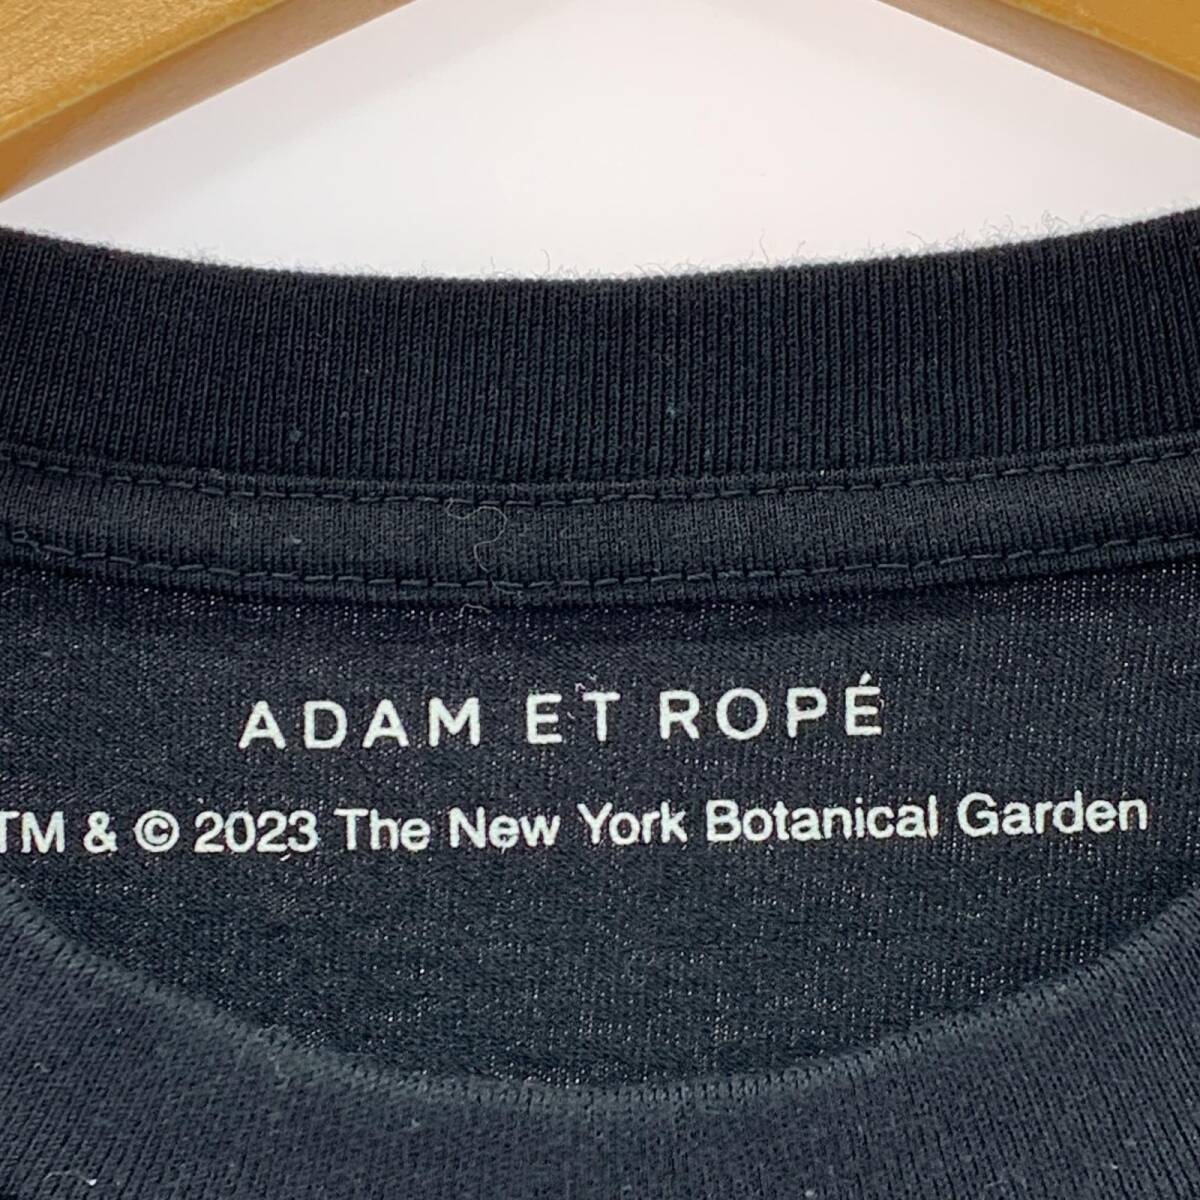 ADAM ET ROPÉ
TM & © 2023 The New York Botanical Garden